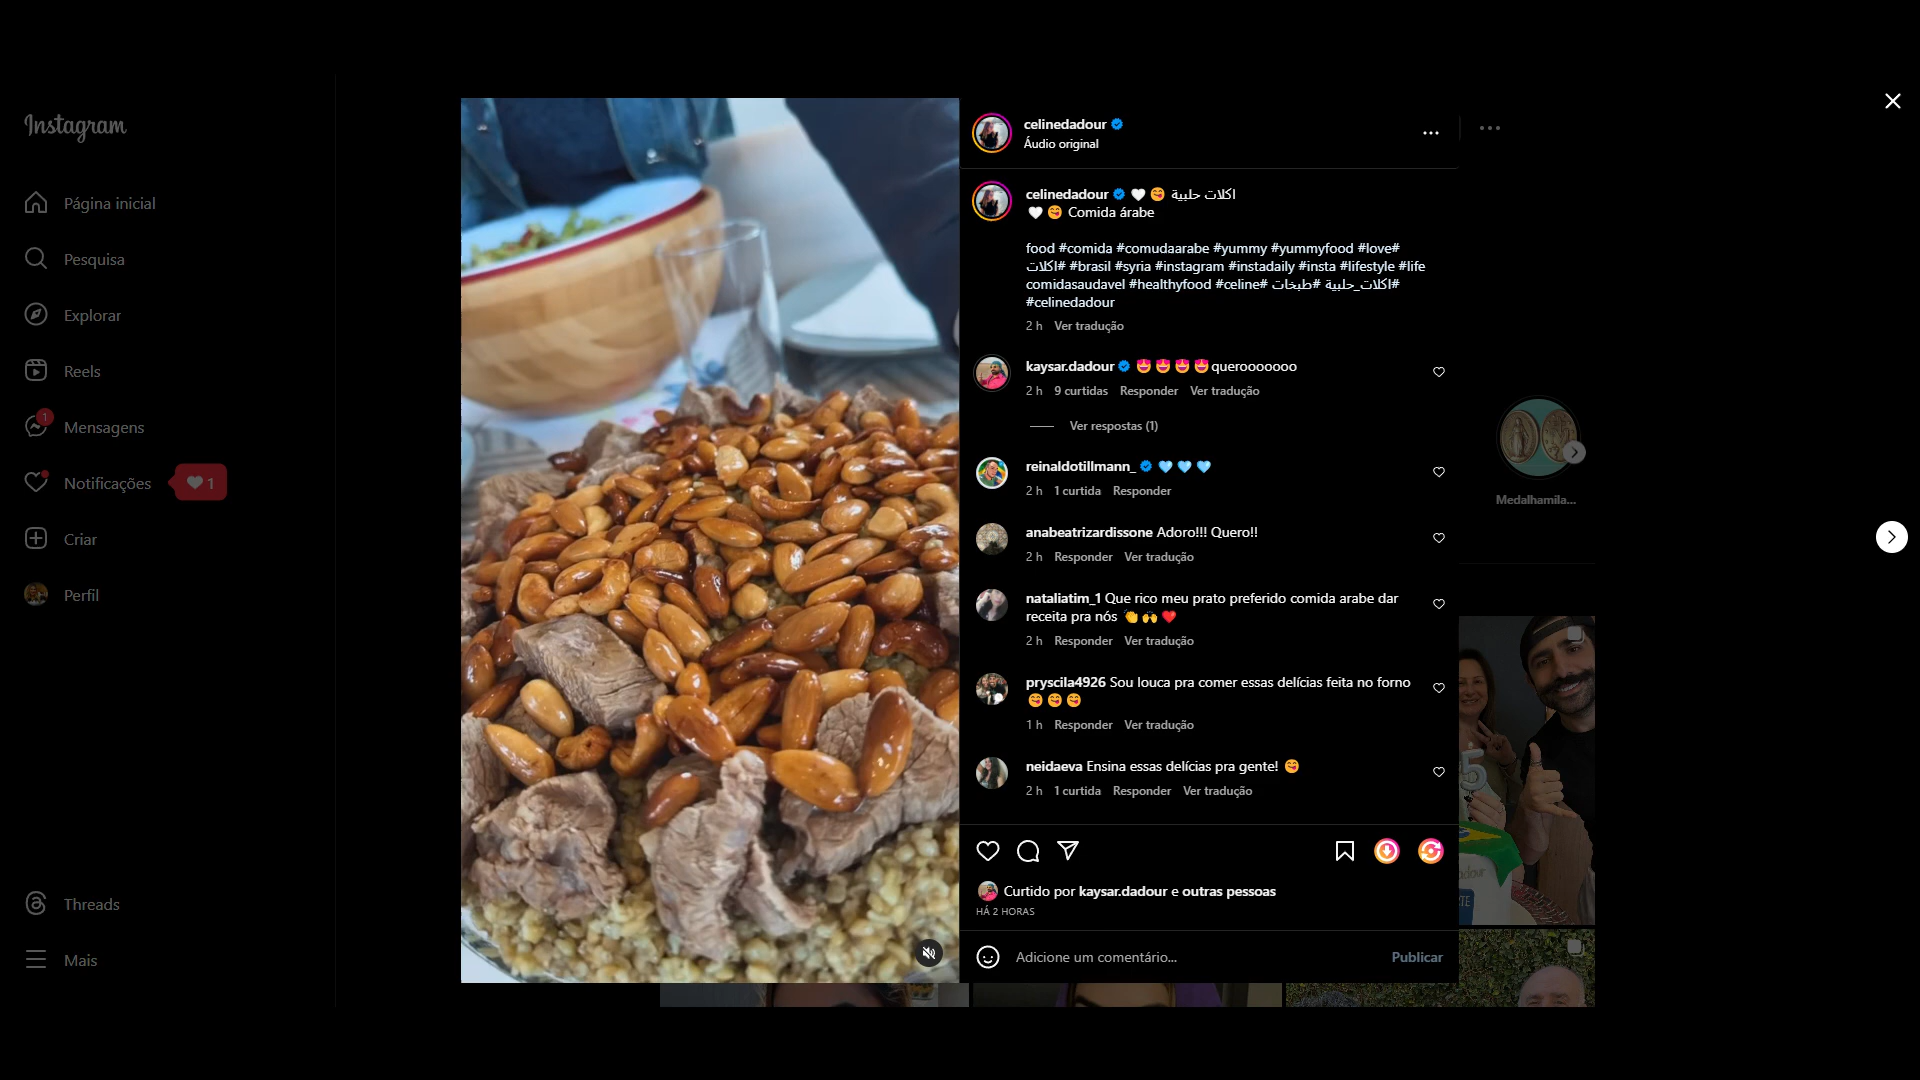 Instagram
Página inicial
Pesquisa
Explorar
Reels
1
Mensagens
Notificações
1
Criar
Perfil
Threads
Mais
celinedadour
Áudio original
celinedadour 🤍 😋 اكلات حلبية
🤍 😋 Comida árabe
food #comida #comudaarabe #yummy #yummyfood #love#
اكلات# #brasil #syria #instagram #instadaily #insta #lifestyle #life
comidasaudavel #healthyfood #celine# اكلات_حلبية #طبخات#
#celinedadour
2 h Ver tradução
kaysar.dadour 😍 😍 😍 😍querooooooo
2 h 9 curtidas Responder Ver tradução
Ver respostas (1)
reinaldotillmann_ 🩵 🩵 🩵
2 h 1 curtida Responder
anabeatrizardissone Adoro!!! Quero!!
2 h Responder Ver tradução
nataliatim_1 Que rico meu prato preferido comida arabe dar
receita pra nós 👏 🙌 ❤️
2 h Responder Ver tradução
pryscila4926 Sou louca pra comer essas delícias feita no forno
😋 😋 😋
1 h Responder Ver tradução
neidaeva Ensina essas delícias pra gente! 😋
2 h 1 curtida Responder Ver tradução
Curtido por kaysar.dadour e outras pessoas
HÁ 2 HORAS
Adicione um comentário...
Publicar
Medalhamila...
5